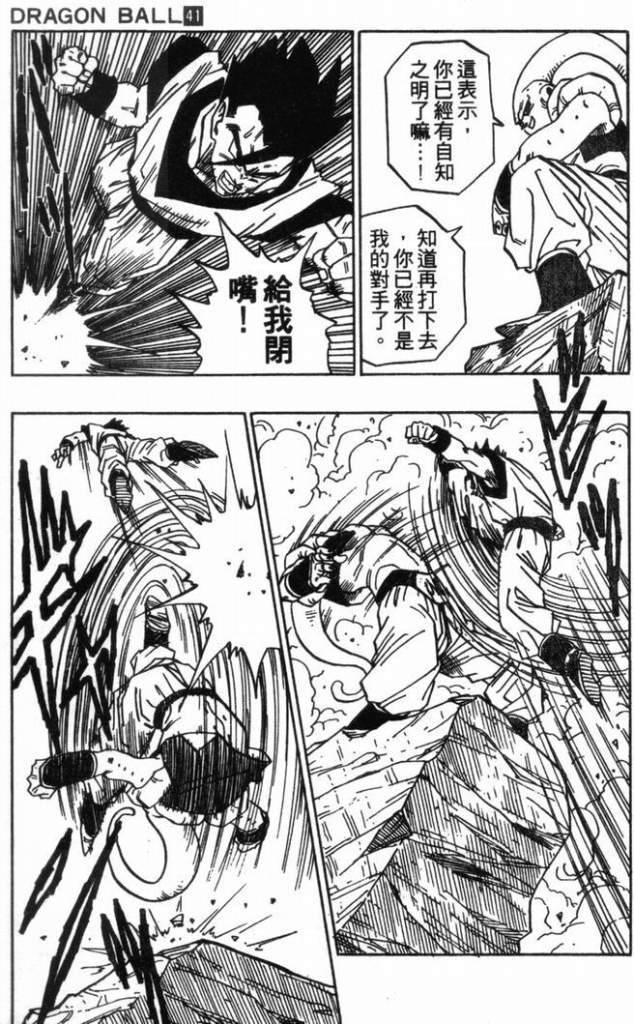 DRAGON BALL 41
這表示，
你已經有自知
之明了嘛…！
知道再打下去
，你已經不是
我的對手了。
給我閉
嘴！